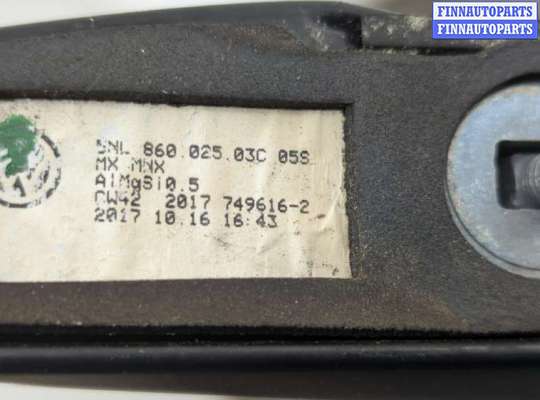 FINNAUTOPARTS
FINNAUTOPARTS
5NL 860.025.03C 05S
MX MNX
AlMgSi0.5
CW42 2017 749616-2
2017 10.16 16:43